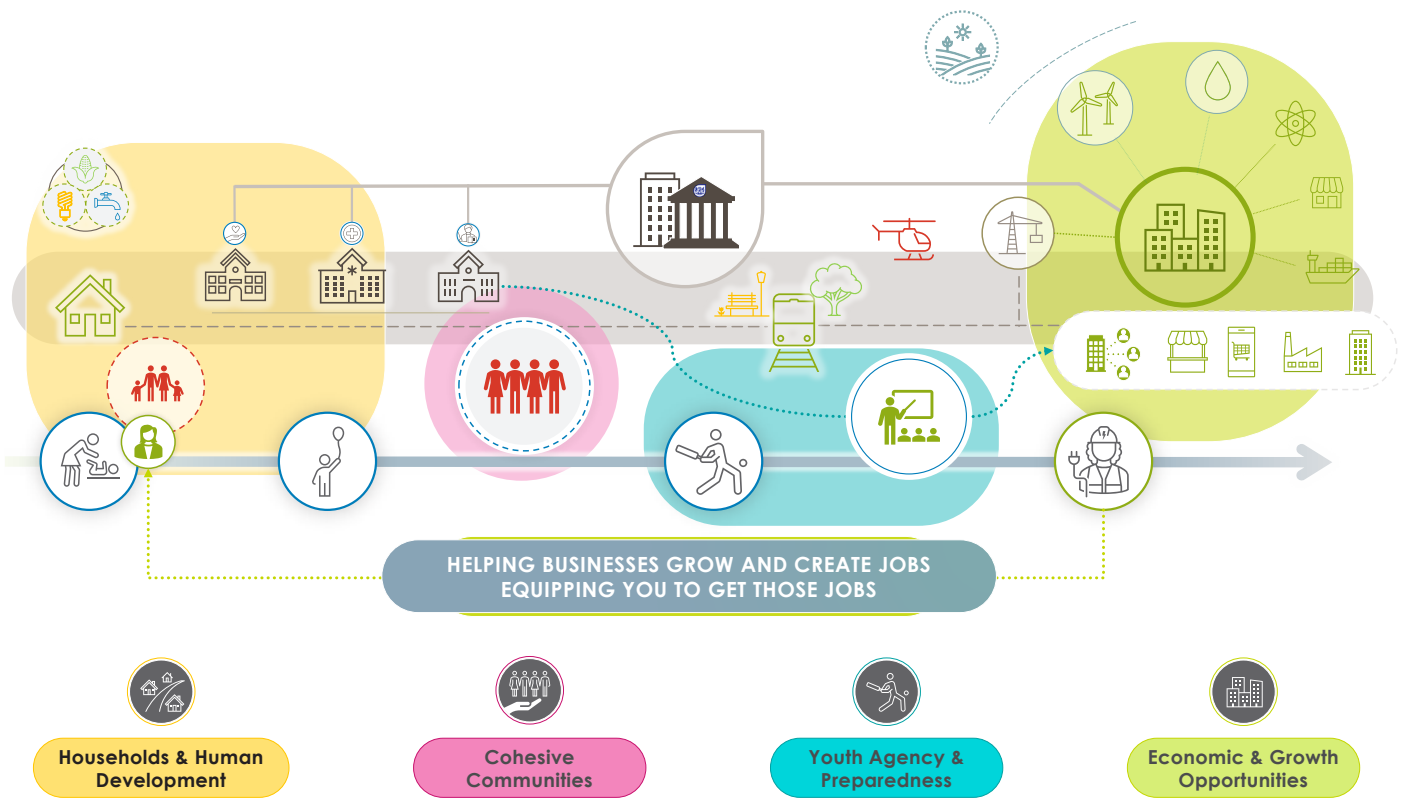 HELPING BUSINESSES GROW AND CREATE JOBS
EQUIPPING YOU TO GET THOSE JOBS
Households & Human
Development
Cohesive
Communities
Youth Agency &
Preparedness
Economic & Growth
Opportunities